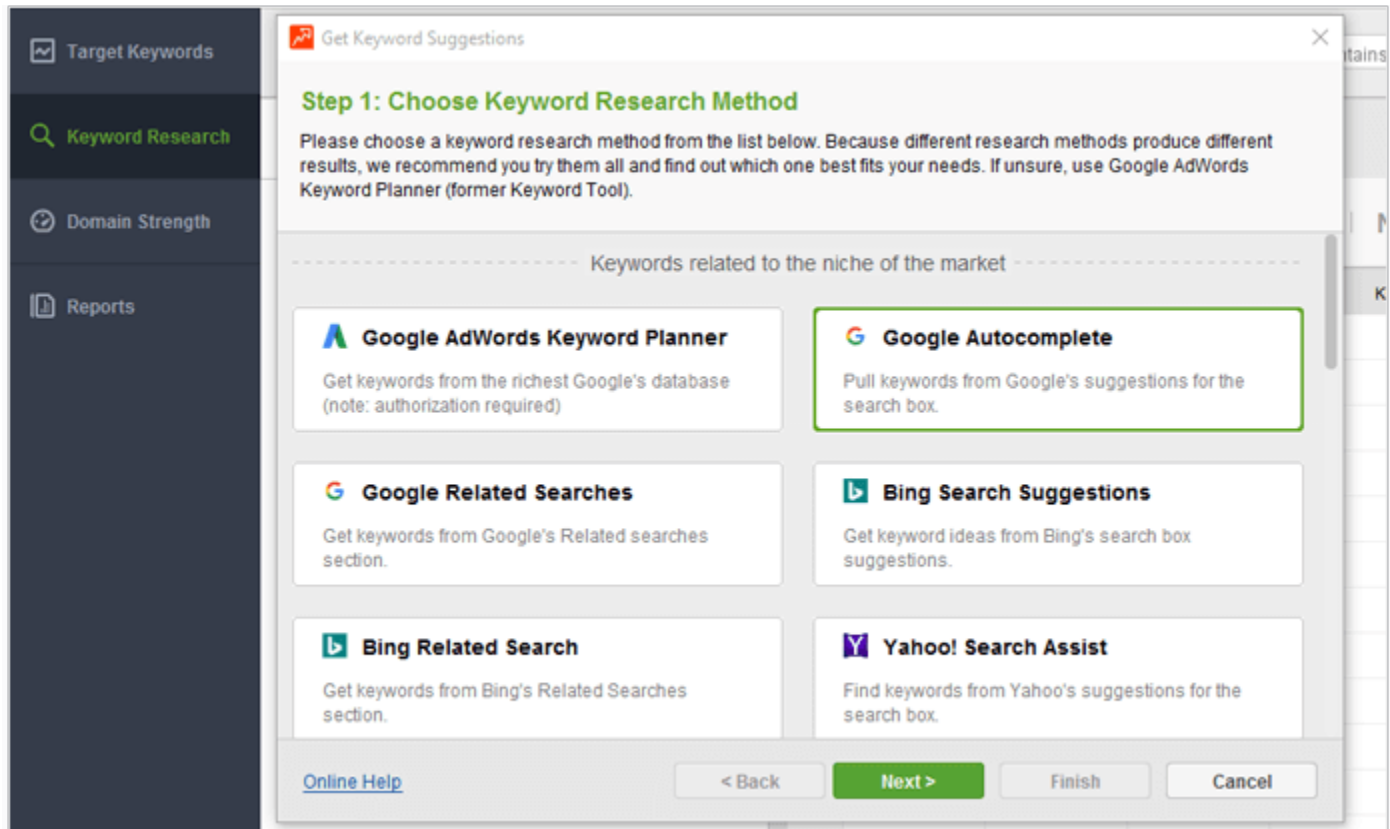 Target Keywords
Keyword Research
Domain Strength
Reports
Get Keyword Suggestions
Step 1: Choose Keyword Research Method
Please choose a keyword research method from the list below. Because different research methods produce different
results, we recommend you try them all and find out which one best fits your needs. If unsure, use Google AdWords
Keyword Planner (former Keyword Tool).
Keywords related to the niche of the market
Google AdWords Keyword Planner
Get keywords from the richest Google's database
(note: authorization required)
Google Autocomplete
Pull keywords from Google's suggestions for the
search box.
Google Related Searches
Get keywords from Google's Related searches
section.
Bing Search Suggestions
Get keyword ideas from Bing's search box
suggestions.
Bing Related Search
Get keywords from Bing's Related Searches
section.
Yahoo! Search Assist
Find keywords from Yahoo's suggestions for the
search box.
Online Help
< Back
Next >
Finish
Cancel